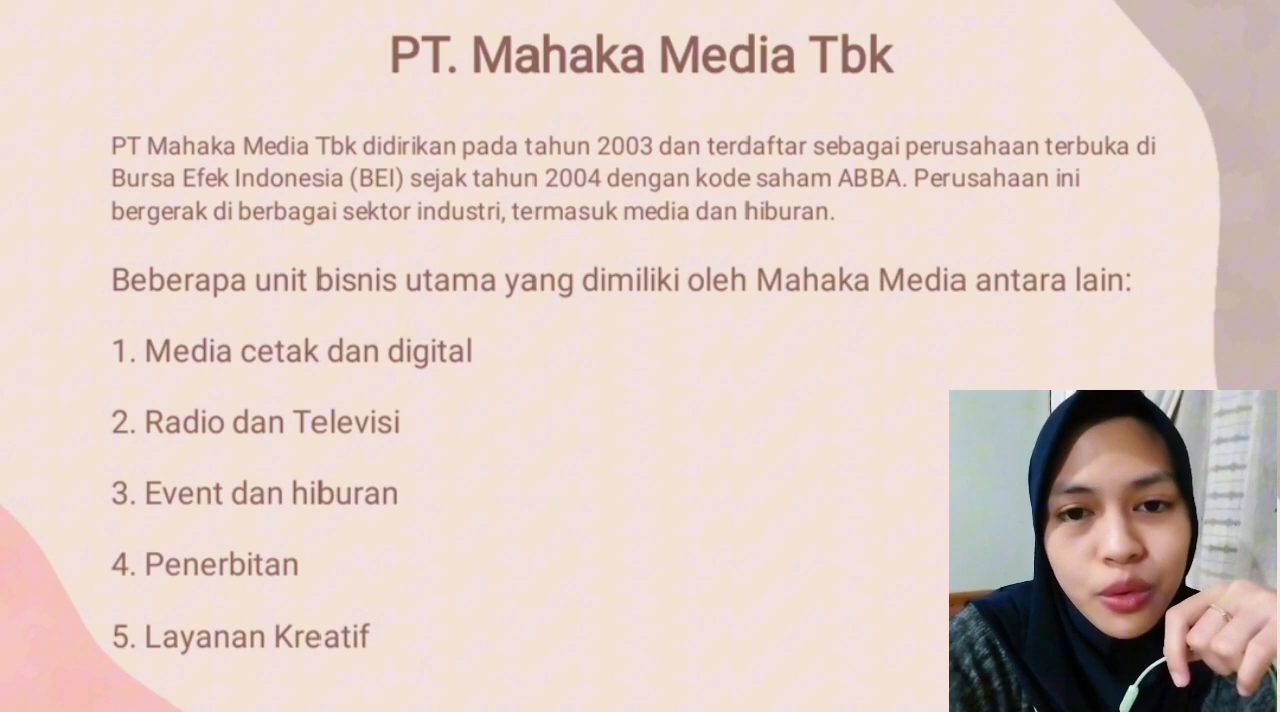 PT. Mahaka Media Tbk
PT Mahaka Media Tbk didirikan pada tahun 2003 dan terdaftar sebagai perusahaan terbuka di
Bursa Efek Indonesia (BEI) sejak tahun 2004 dengan kode saham ABBA. Perusahaan ini
bergerak di berbagai sektor industri, termasuk media dan hiburan.
Beberapa unit bisnis utama yang dimiliki oleh Mahaka Media antara lain:
1. Media cetak dan digital
2. Radio dan Televisi
3. Event dan hiburan
4. Penerbitan
5. Layanan Kreatif